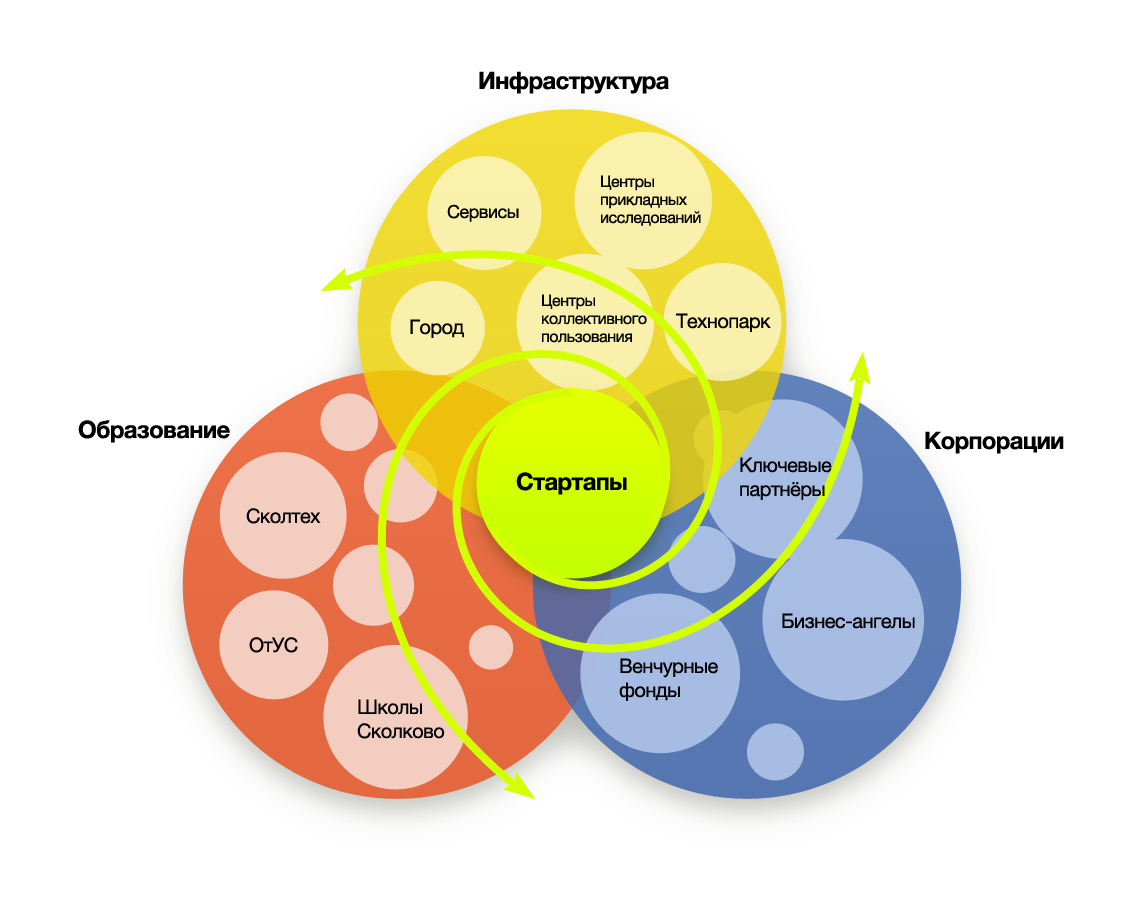 Инфраструктура
Сервисы
Центры
прикладных
исследований
Город
Центры
коллективного
пользования
Технопарк
Образование
Корпорации
Стартапы
Ключевые
партнёры
Сколтех
Бизнес-ангелы
ОтУС
Венчурные
фонды
Школы
Сколково